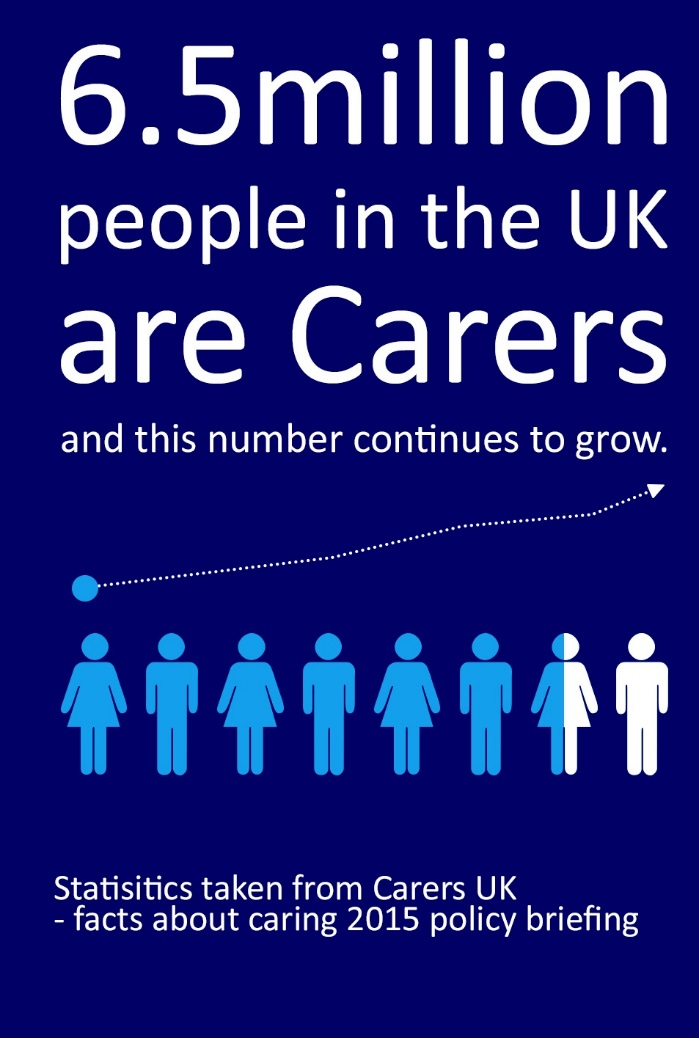 6.5million
people in the UK
are Carers
and this number continues to grow.
Statisitics taken from Carers UK
- facts about caring 2015 policy briefing